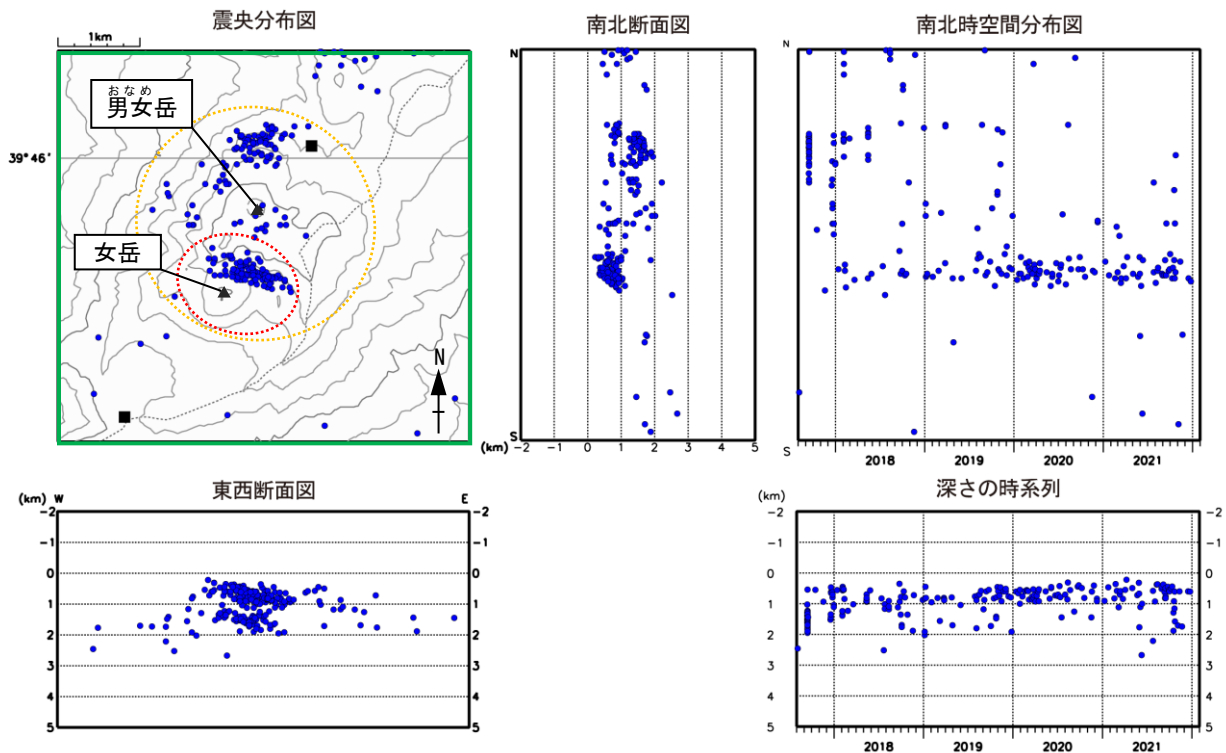 震央分布図
1km
おなめ
男女岳
39°46'
女岳
N
南北断面図
N
S
(km)
-2 -1 0 1 2 3 4 5
南北時空間分布図
N
S
2018 2019 2020 2021
東西断面図
(km) W E
-2 -2
-1 -1
0 0
1 1
2 2
3 3
4 4
5 5
深さの時系列
(km)
-2 -2
-1 -1
0 0
1 1
2 2
3 3
4 4
5 5
2018 2019 2020 2021